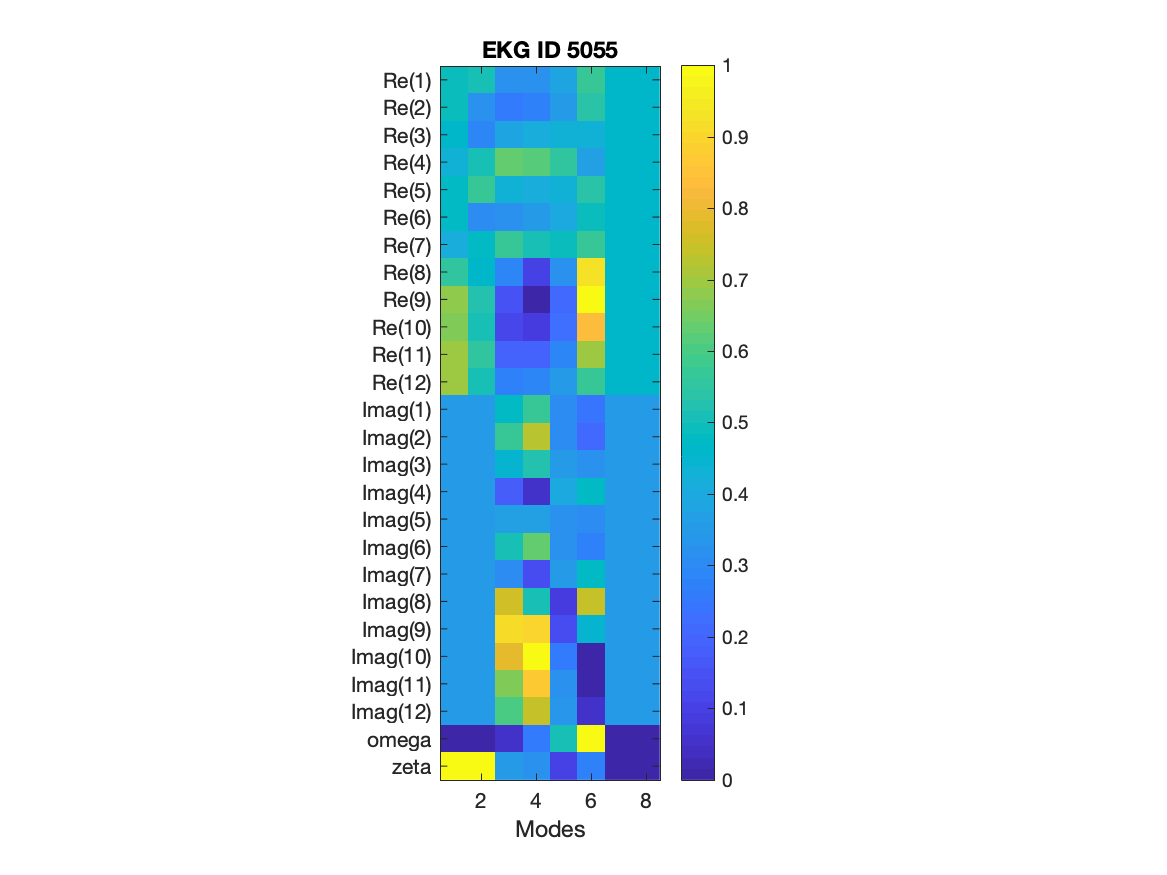 EKG ID 5055
Re(1)
Re(2)
Re(3)
Re(4)
Re(5)
Re(6)
Re(7)
Re(8)
Re(9)
Re(10)
Re(11)
Re(12)
Imag(1)
Imag(2)
Imag(3)
Imag(4)
Imag(5)
Imag(6)
Imag(7)
Imag(8)
Imag(9)
Imag(10)
Imag(11)
Imag(12)
omega
zeta
2 4 6 8
Modes
1
0.9
0.8
0.7
0.6
0.5
0.4
0.3
0.2
0.1
0